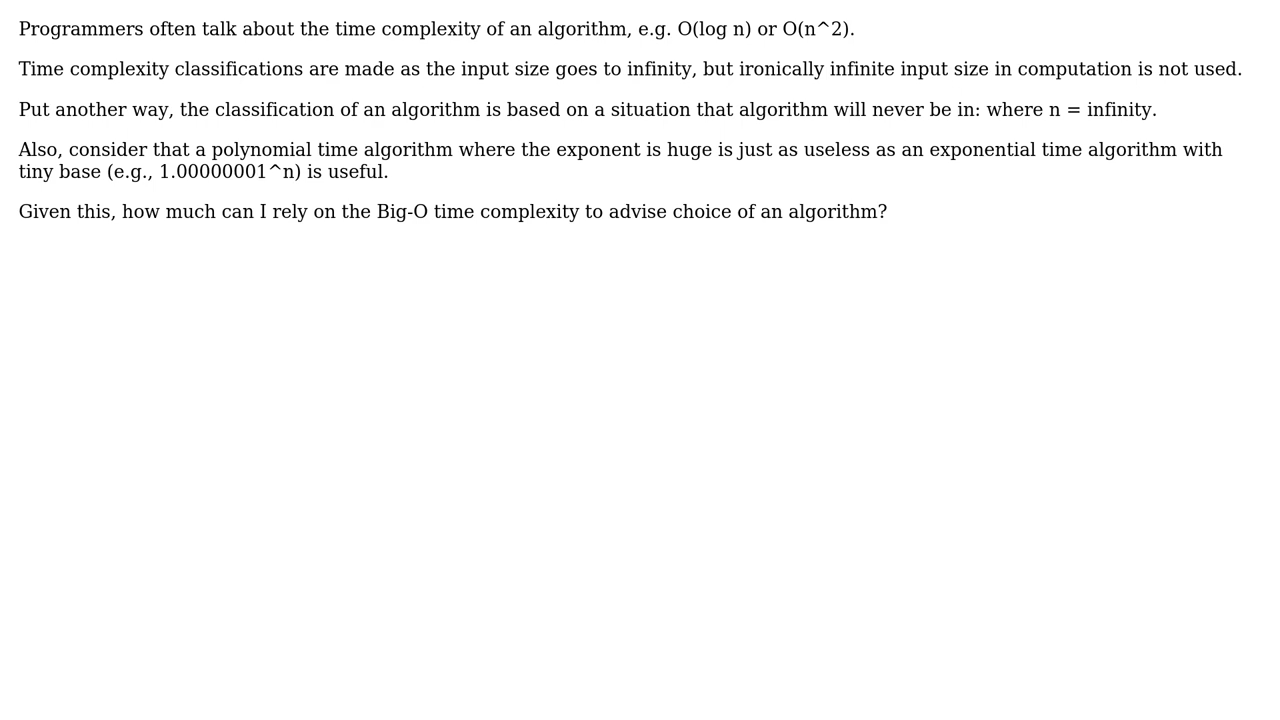 Programmers often talk about the time complexity of an algorithm, e.g. O(log n) or O(n^2).
Time complexity classifications are made as the input size goes to infinity, but ironically infinite input size in computation is not used.
Put another way, the classification of an algorithm is based on a situation that algorithm will never be in: where n = infinity.
Also, consider that a polynomial time algorithm where the exponent is huge is just as useless as an exponential time algorithm with
tiny base (e.g., 1.00000001^n) is useful.
Given this, how much can I rely on the Big-O time complexity to advise choice of an algorithm?